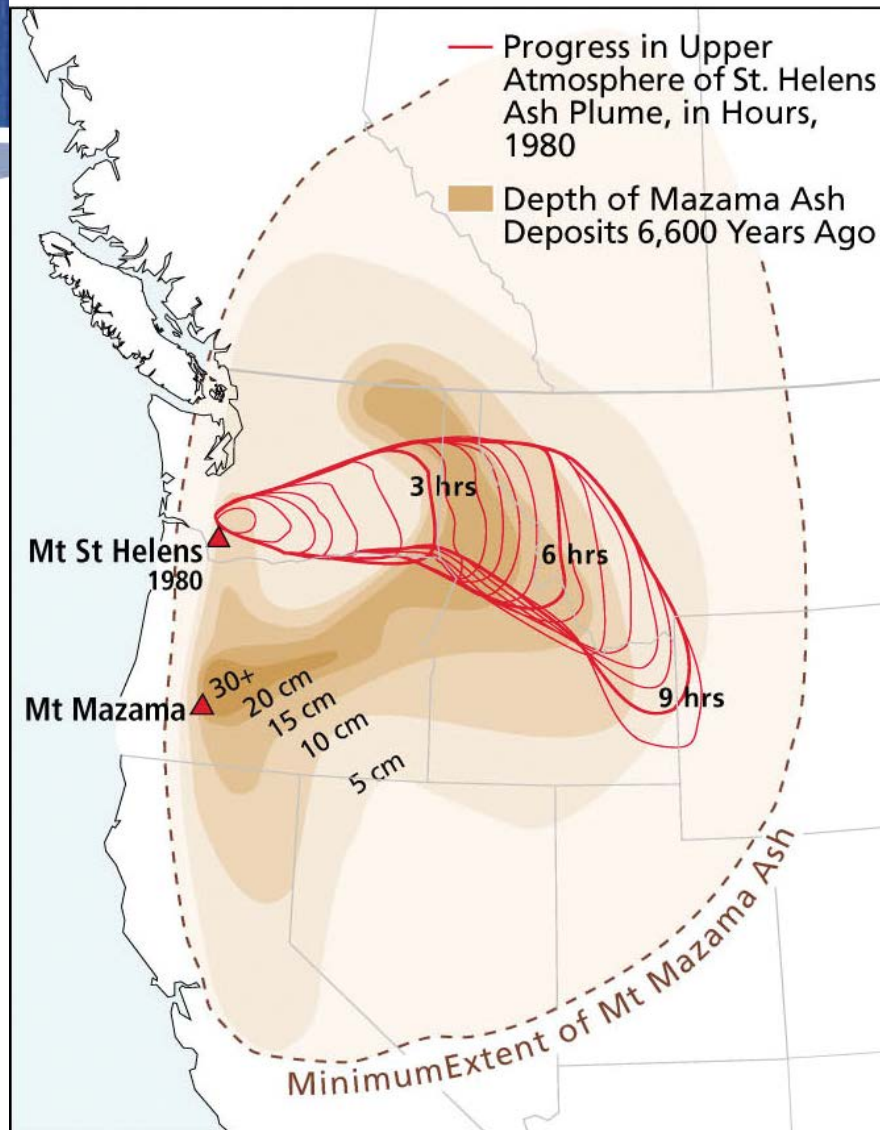 Progress in Upper
Atmosphere of St. Helens
Ash Plume, in Hours,
1980
Depth of Mazama Ash
Deposits 6,600 Years Ago
3 hrs
6 hrs
9 hrs
Mt St Helens
1980
Mt Mazama
30+
20 cm
15 cm
10 cm
5 cm
MinimumExtent of Mt Mazama Ash